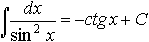 ∫ dx / sin² x = −ctgx + C